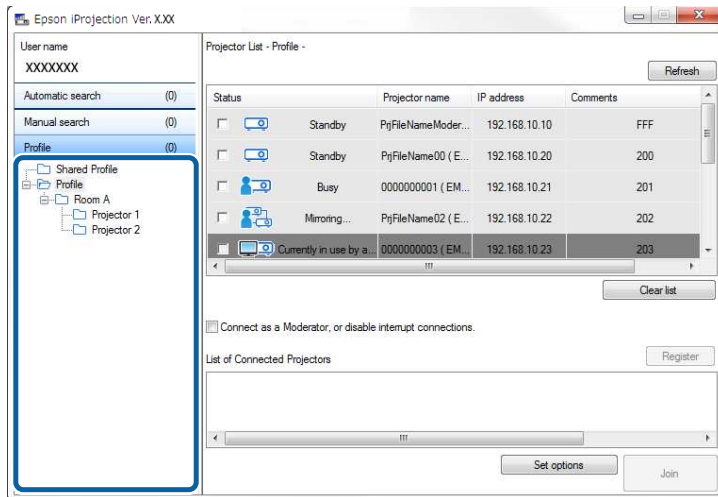 Epson iProjection Ver. X.XX
User name
XXXXXXX
Automatic search (0)
Manual search (0)
Profile (0)
Shared Profile
Profile
Room A
Projector 1
Projector 2
Projector List - Profile -
Refresh
Status Projector name IP address Comments
Standby PrjFileNameModer... 192.168.10.10 FFF
Standby PrjFileName00 ( E... 192.168.10.20 200
Busy 0000000001 ( EM... 192.168.10.21 201
Mirroring... PrjFileName02 ( E... 192.168.10.22 202
Currently in use by a... 0000000003 ( EM... 192.168.10.23 203
Clear list
Connect as a Moderator, or disable interrupt connections.
List of Connected Projectors
Register
Set options
Join